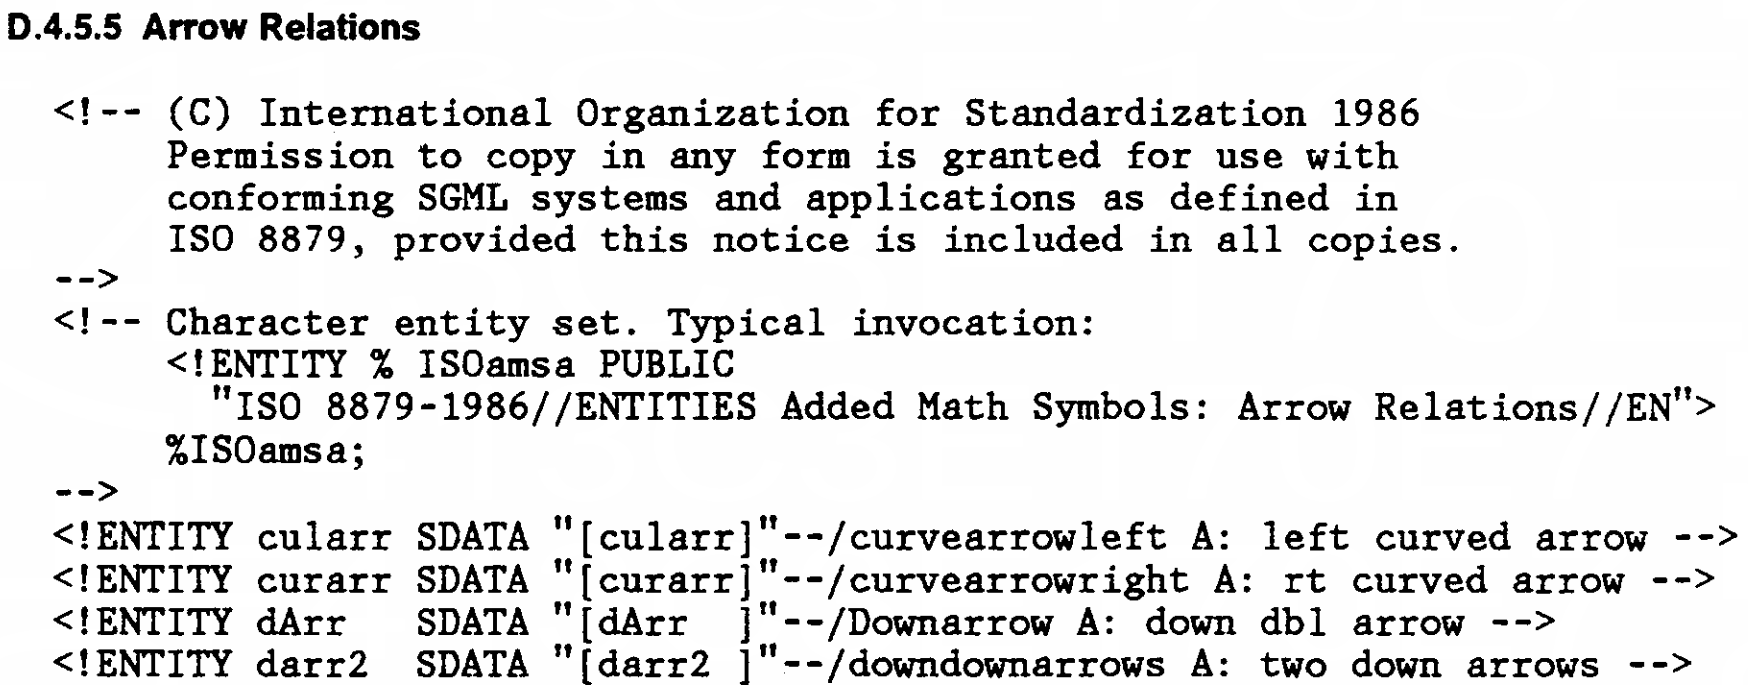 D.4.5.5 Arrow Relations
<!-- (C) International Organization for Standardization 1986
Permission to copy in any form is granted for use with
conforming SGML systems and applications as defined in
ISO 8879, provided this notice is included in all copies.
-->
<!-- Character entity set. Typical invocation:
<!ENTITY % ISOamsa PUBLIC
"ISO 8879-1986//ENTITIES Added Math Symbols: Arrow Relations//EN">
%ISOamsa;
-->
<!ENTITY cularr SDATA "[cularr]"--/curvearrowleft A: left curved arrow -->
<!ENTITY curarr SDATA "[curarr]"--/curvearrowright A: rt curved arrow -->
<!ENTITY dArr   SDATA "[dArr  ]"--/Downarrow A: down dbl arrow -->
<!ENTITY darr2  SDATA "[darr2 ]"--/downdownarrows A: two down arrows -->